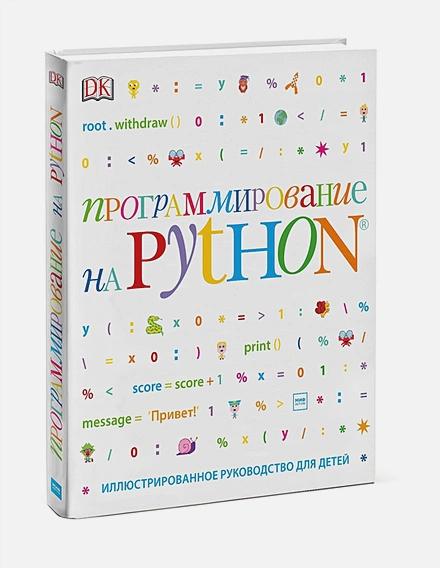 DK
* : = y % 0 * 1
root.withdraw() 0 : * 1 < / = :
0 : < % x ( = / : * y 1
ПРОГРАММИРОВАНИЕ
НА PYTHON®
y ( : x 0 * = > 1 : \ %
\ = x 0 : ) print() ( % *
% < score = score + 1 % x = 0 1 : *
message = 'Привет!' 1 % > МИФ * : =
/ 0 : % x ( y / : *
* ИЛЛЮСТРИРОВАННОЕ РУКОВОДСТВО ДЛЯ ДЕТЕЙ *
DK
ПРОГРАММИРОВАНИЕ НА PYTHON